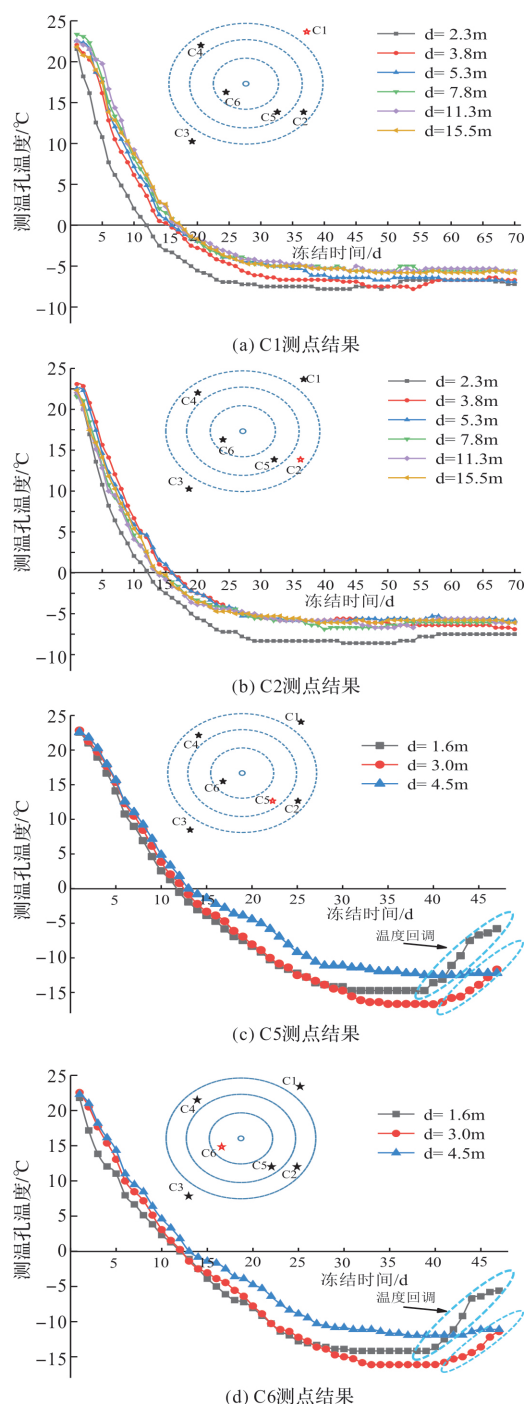 25
20
15
10
5
0
-5
-10
测温孔温度/℃
C1
C4
C6
C5
C2
C3
d= 2.3m
d= 3.8m
d= 5.3m
d= 7.8m
d=11.3m
d=15.5m
5 10 15 20 25 30 35 40 45 50 55 60 65 70
冻结时间/d
(a) C1测点结果
25
20
15
10
5
0
-5
-10
测温孔温度/℃
C1
C4
C6
C5
C2
C3
d= 2.3m
d= 3.8m
d= 5.3m
d= 7.8m
d=11.3m
d=15.5m
5 10 15 20 25 30 35 40 45 50 55 60 65 70
冻结时间/d
(b) C2测点结果
25
20
15
10
5
0
-5
-10
-15
测温孔温度/℃
C1
C4
C6
C5
C2
C3
d= 1.6m
d= 3.0m
d= 4.5m
5 10 15 20 25 30 35 40 45
冻结时间/d
温度回调
(c) C5测点结果
25
20
15
10
5
0
-5
-10
-15
测温孔温度/℃
C1
C4
C6
C5
C2
C3
d= 1.6m
d= 3.0m
d= 4.5m
5 10 15 20 25 30 35 40 45
冻结时间/d
温度回调
(d) C6测点结果